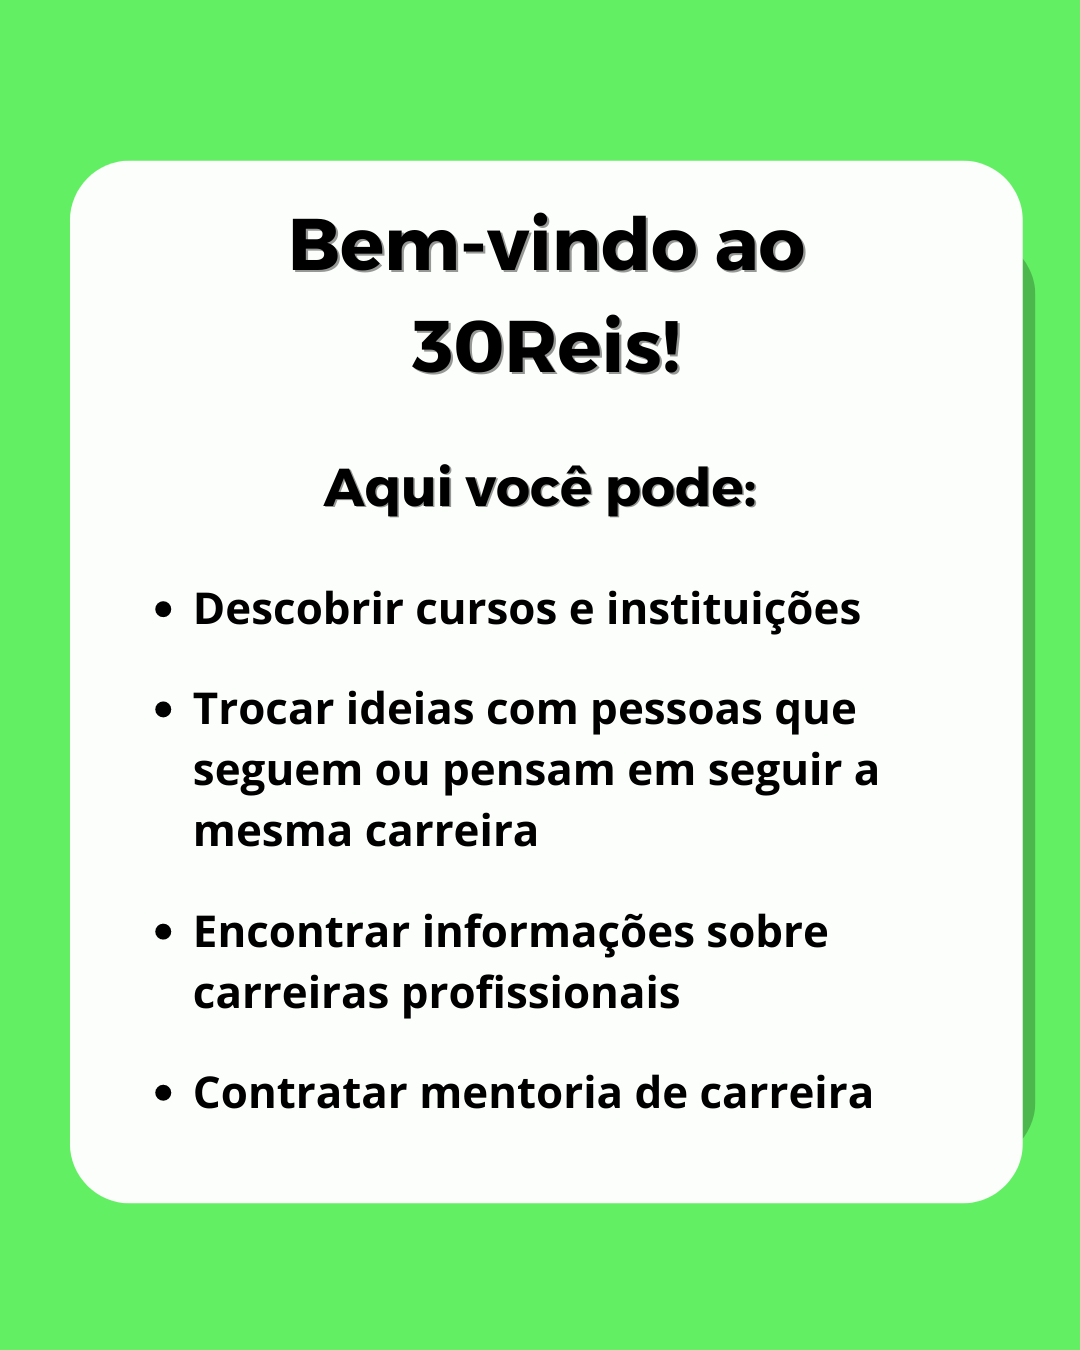 Bem-vindo ao
30Reis!
Aqui você pode:
• Descobrir cursos e instituições
• Trocar ideias com pessoas que
seguem ou pensam em seguir a
mesma carreira
• Encontrar informações sobre
carreiras profissionais
• Contratar mentoria de carreira